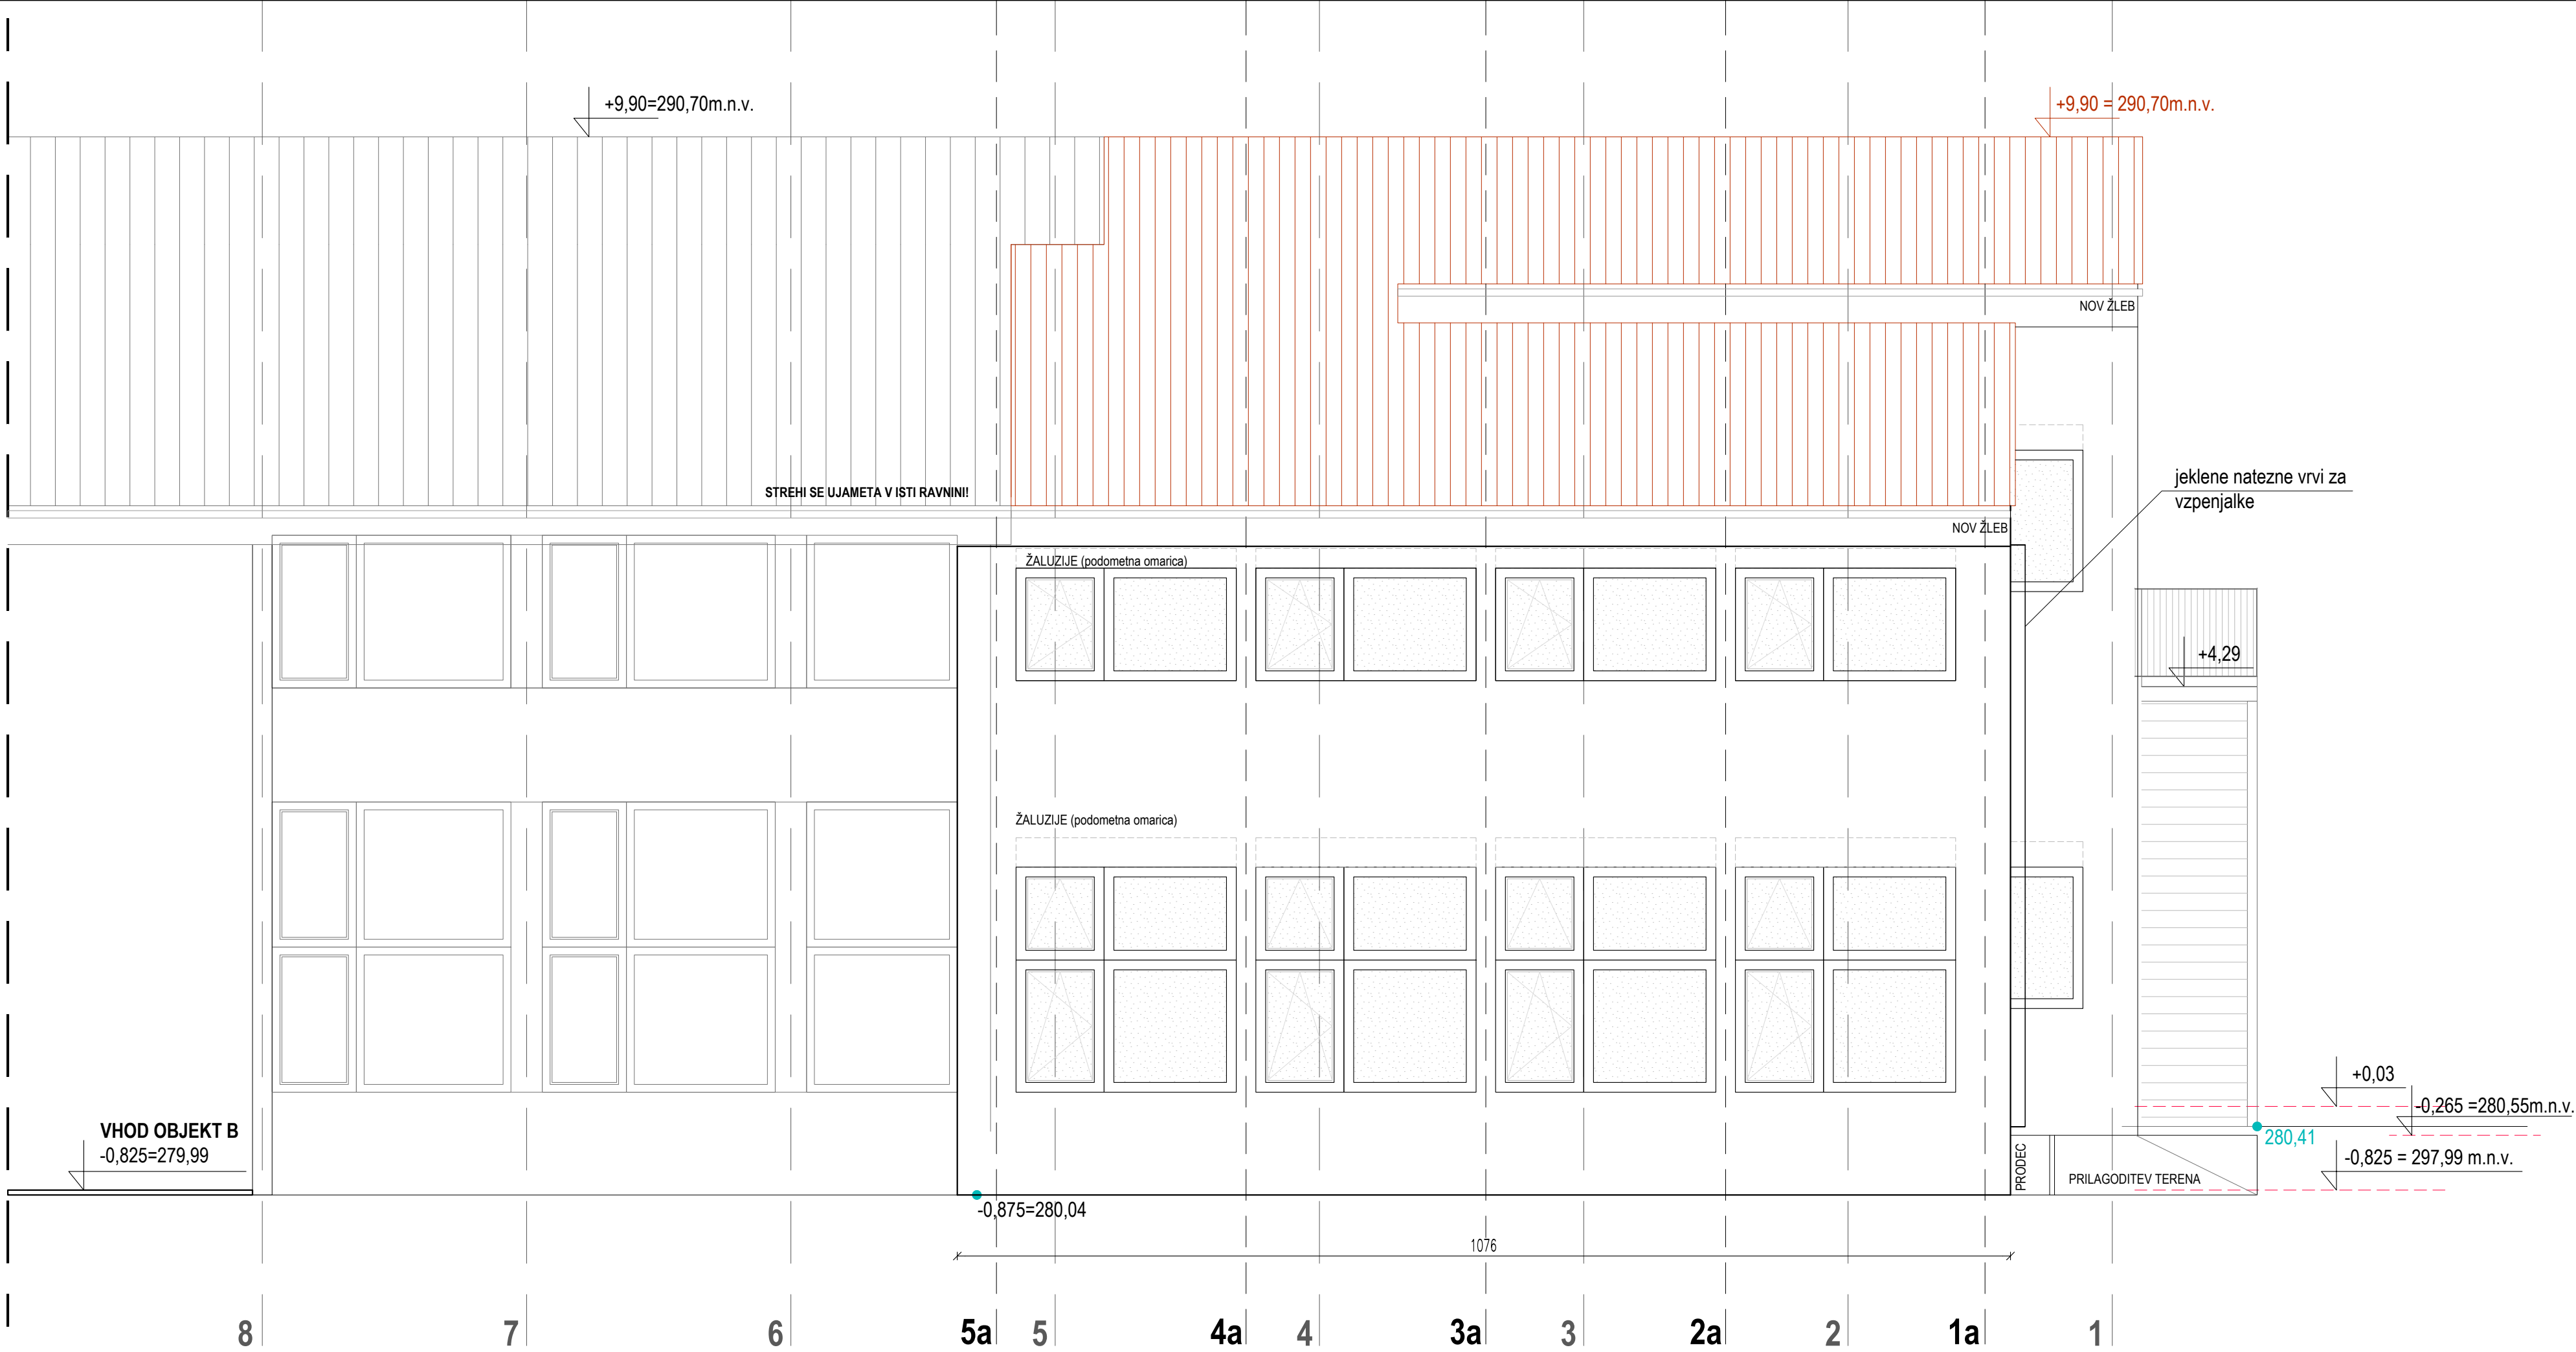 +9,90=290,70m.n.v.
+9,90 = 290,70m.n.v.
NOV ŽLEB
jeklene natezne vrvi za
vzpenjalke
STREHI SE UJAMETA V ISTI RAVNINI!
NOV ŽLEB
ŽALUZIJE (podometna omarica)
+4,29
ŽALUZIJE (podometna omarica)
+0,03
-0,265 =280,55m.n.v.
280,41
VHOD OBJEKT B
-0,825=279,99
-0,825 = 297,99 m.n.v.
PRODEC
PRILAGODITEV TERENA
-0,875=280,04
1076
8
7
6
5a
5
4a
4
3a
3
2a
2
1a
1